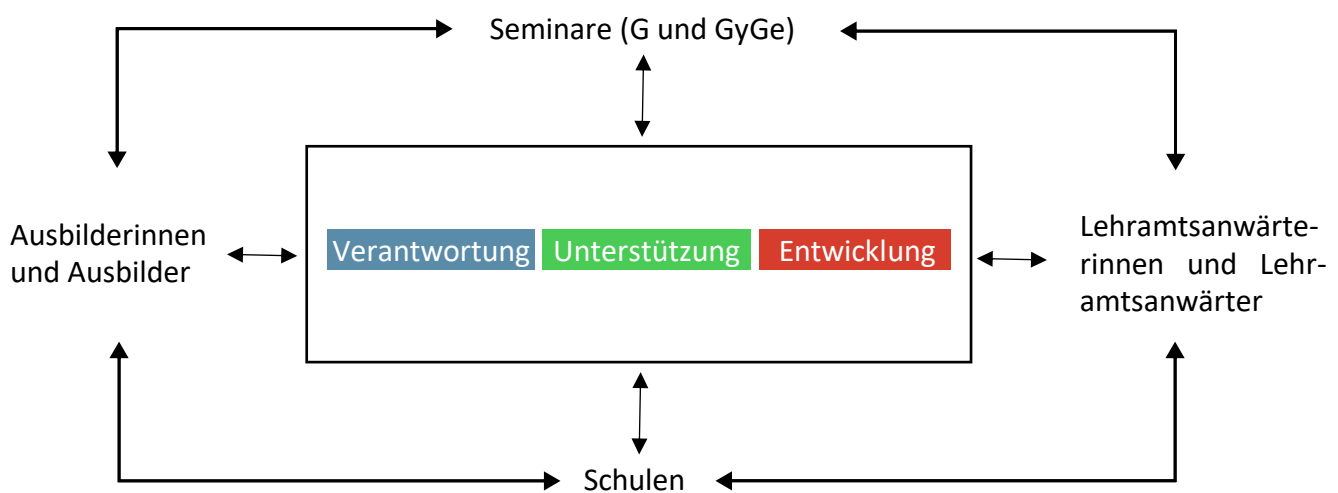 Seminare (G und GyGe)
Ausbilderinnen
und Ausbilder
Verantwortung Unterstützung Entwicklung
Lehramtsanwärte-
rinnen und Lehr-
amtsanwärter
Schulen